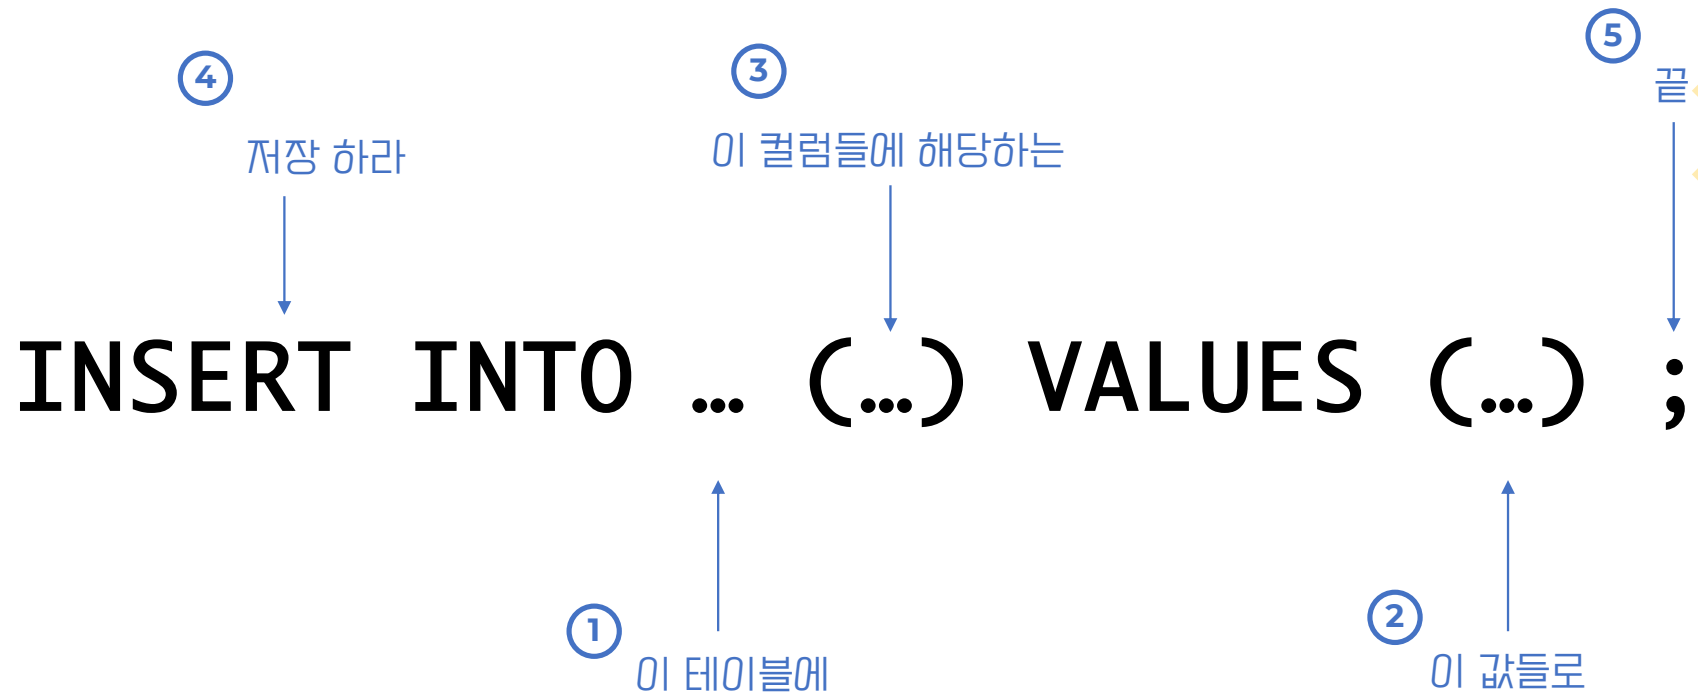 5
끝
4
저장 하라
3
이 컬럼들에 해당하는
INSERT INTO … (…) VALUES (…) ;
1
이 테이블에
2
이 값들로